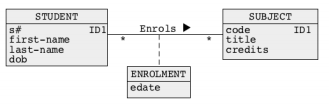 STUDENT
s# ID1
first-name
last-name
dob
Enrols ▶
* *
SUBJECT
code ID1
title
credits
ENROLMENT
edate